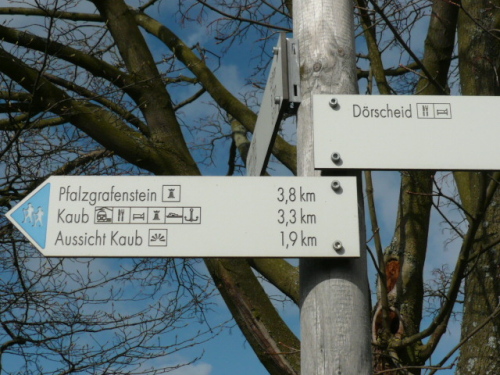 Dörscheid
Pfalzgrafenstein 3,8 km
Kaub 3,3 km
Aussicht Kaub 1,9 km